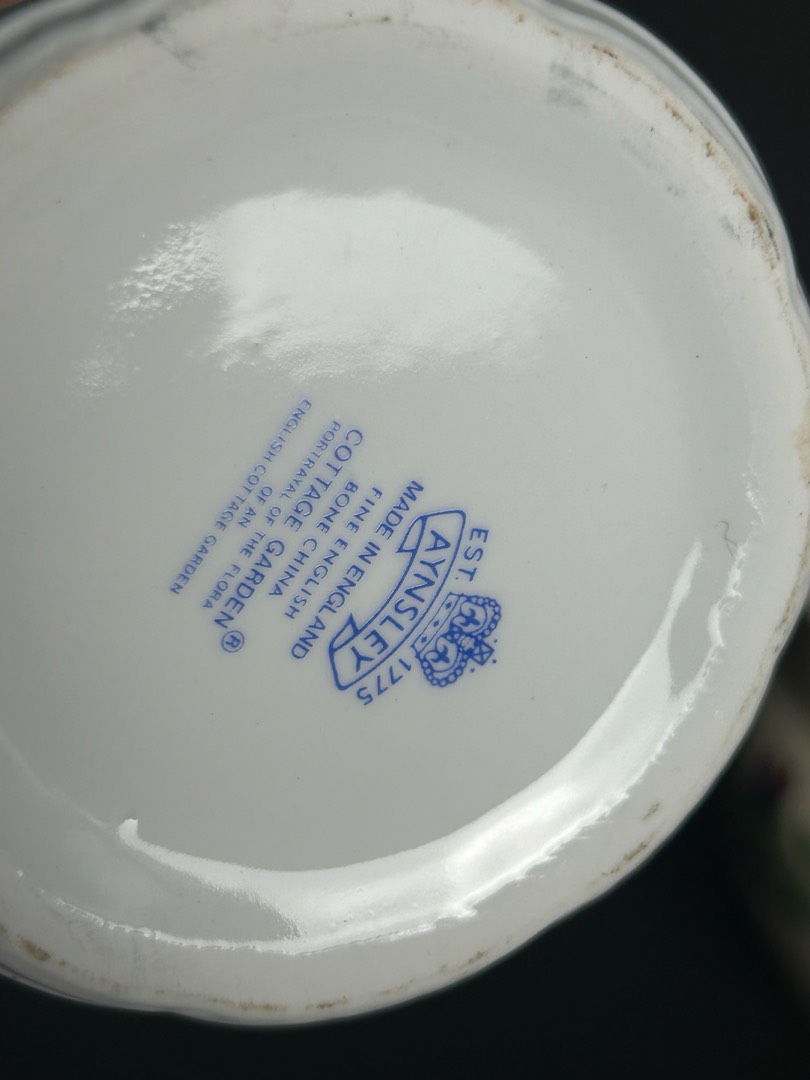 EST. 1775
AYNSLEY
MADE IN ENGLAND
FINE ENGLISH
BONE CHINA
COTTAGE GARDEN®
PORTRAYAL OF THE FLORA
OF AN
ENGLISH COTTAGE GARDEN